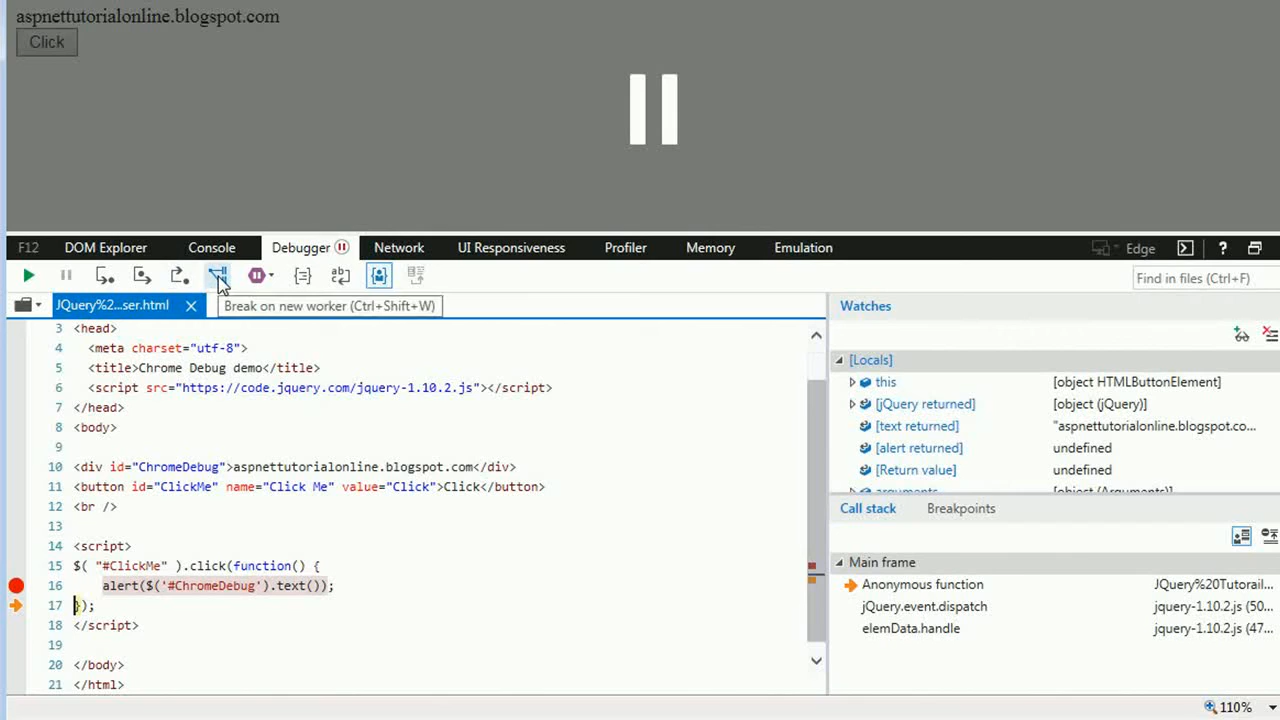 aspnettutorialonline.blogspot.com
Click
F12 DOM Explorer Console Debugger Network UI Responsiveness Profiler Memory Emulation Edge ?
Find in files (Ctrl+F)
JQuery%2...ser.html
Break on new worker (Ctrl+Shift+W)
3 <head>
4 <meta charset="utf-8">
5 <title>Chrome Debug demo</title>
6 <script src="https://code.jquery.com/jquery-1.10.2.js"></script>
7 </head>
8 <body>
9
10 <div id="ChromeDebug">aspnettutorialonline.blogspot.com</div>
11 <button id="ClickMe" name="Click Me" value="Click">Click</button>
12 <br />
13
14 <script>
15 $( "#ClickMe" ).click(function() {
16 alert($('#ChromeDebug').text());
17 });
18 </script>
19
20 </body>
21 </html>
Watches
[Locals]
this [object HTMLButtonElement]
[jQuery returned] [object (jQuery)]
[text returned] "aspnettutorialonline.blogspot.co...
[alert returned] undefined
[Return value] undefined
arguments [object (Arguments)]
Call stack Breakpoints
Main frame
Anonymous function JQuery%20Tutorail...
jQuery.event.dispatch jquery-1.10.2.js (50...
elemData.handle jquery-1.10.2.js (47...
110%